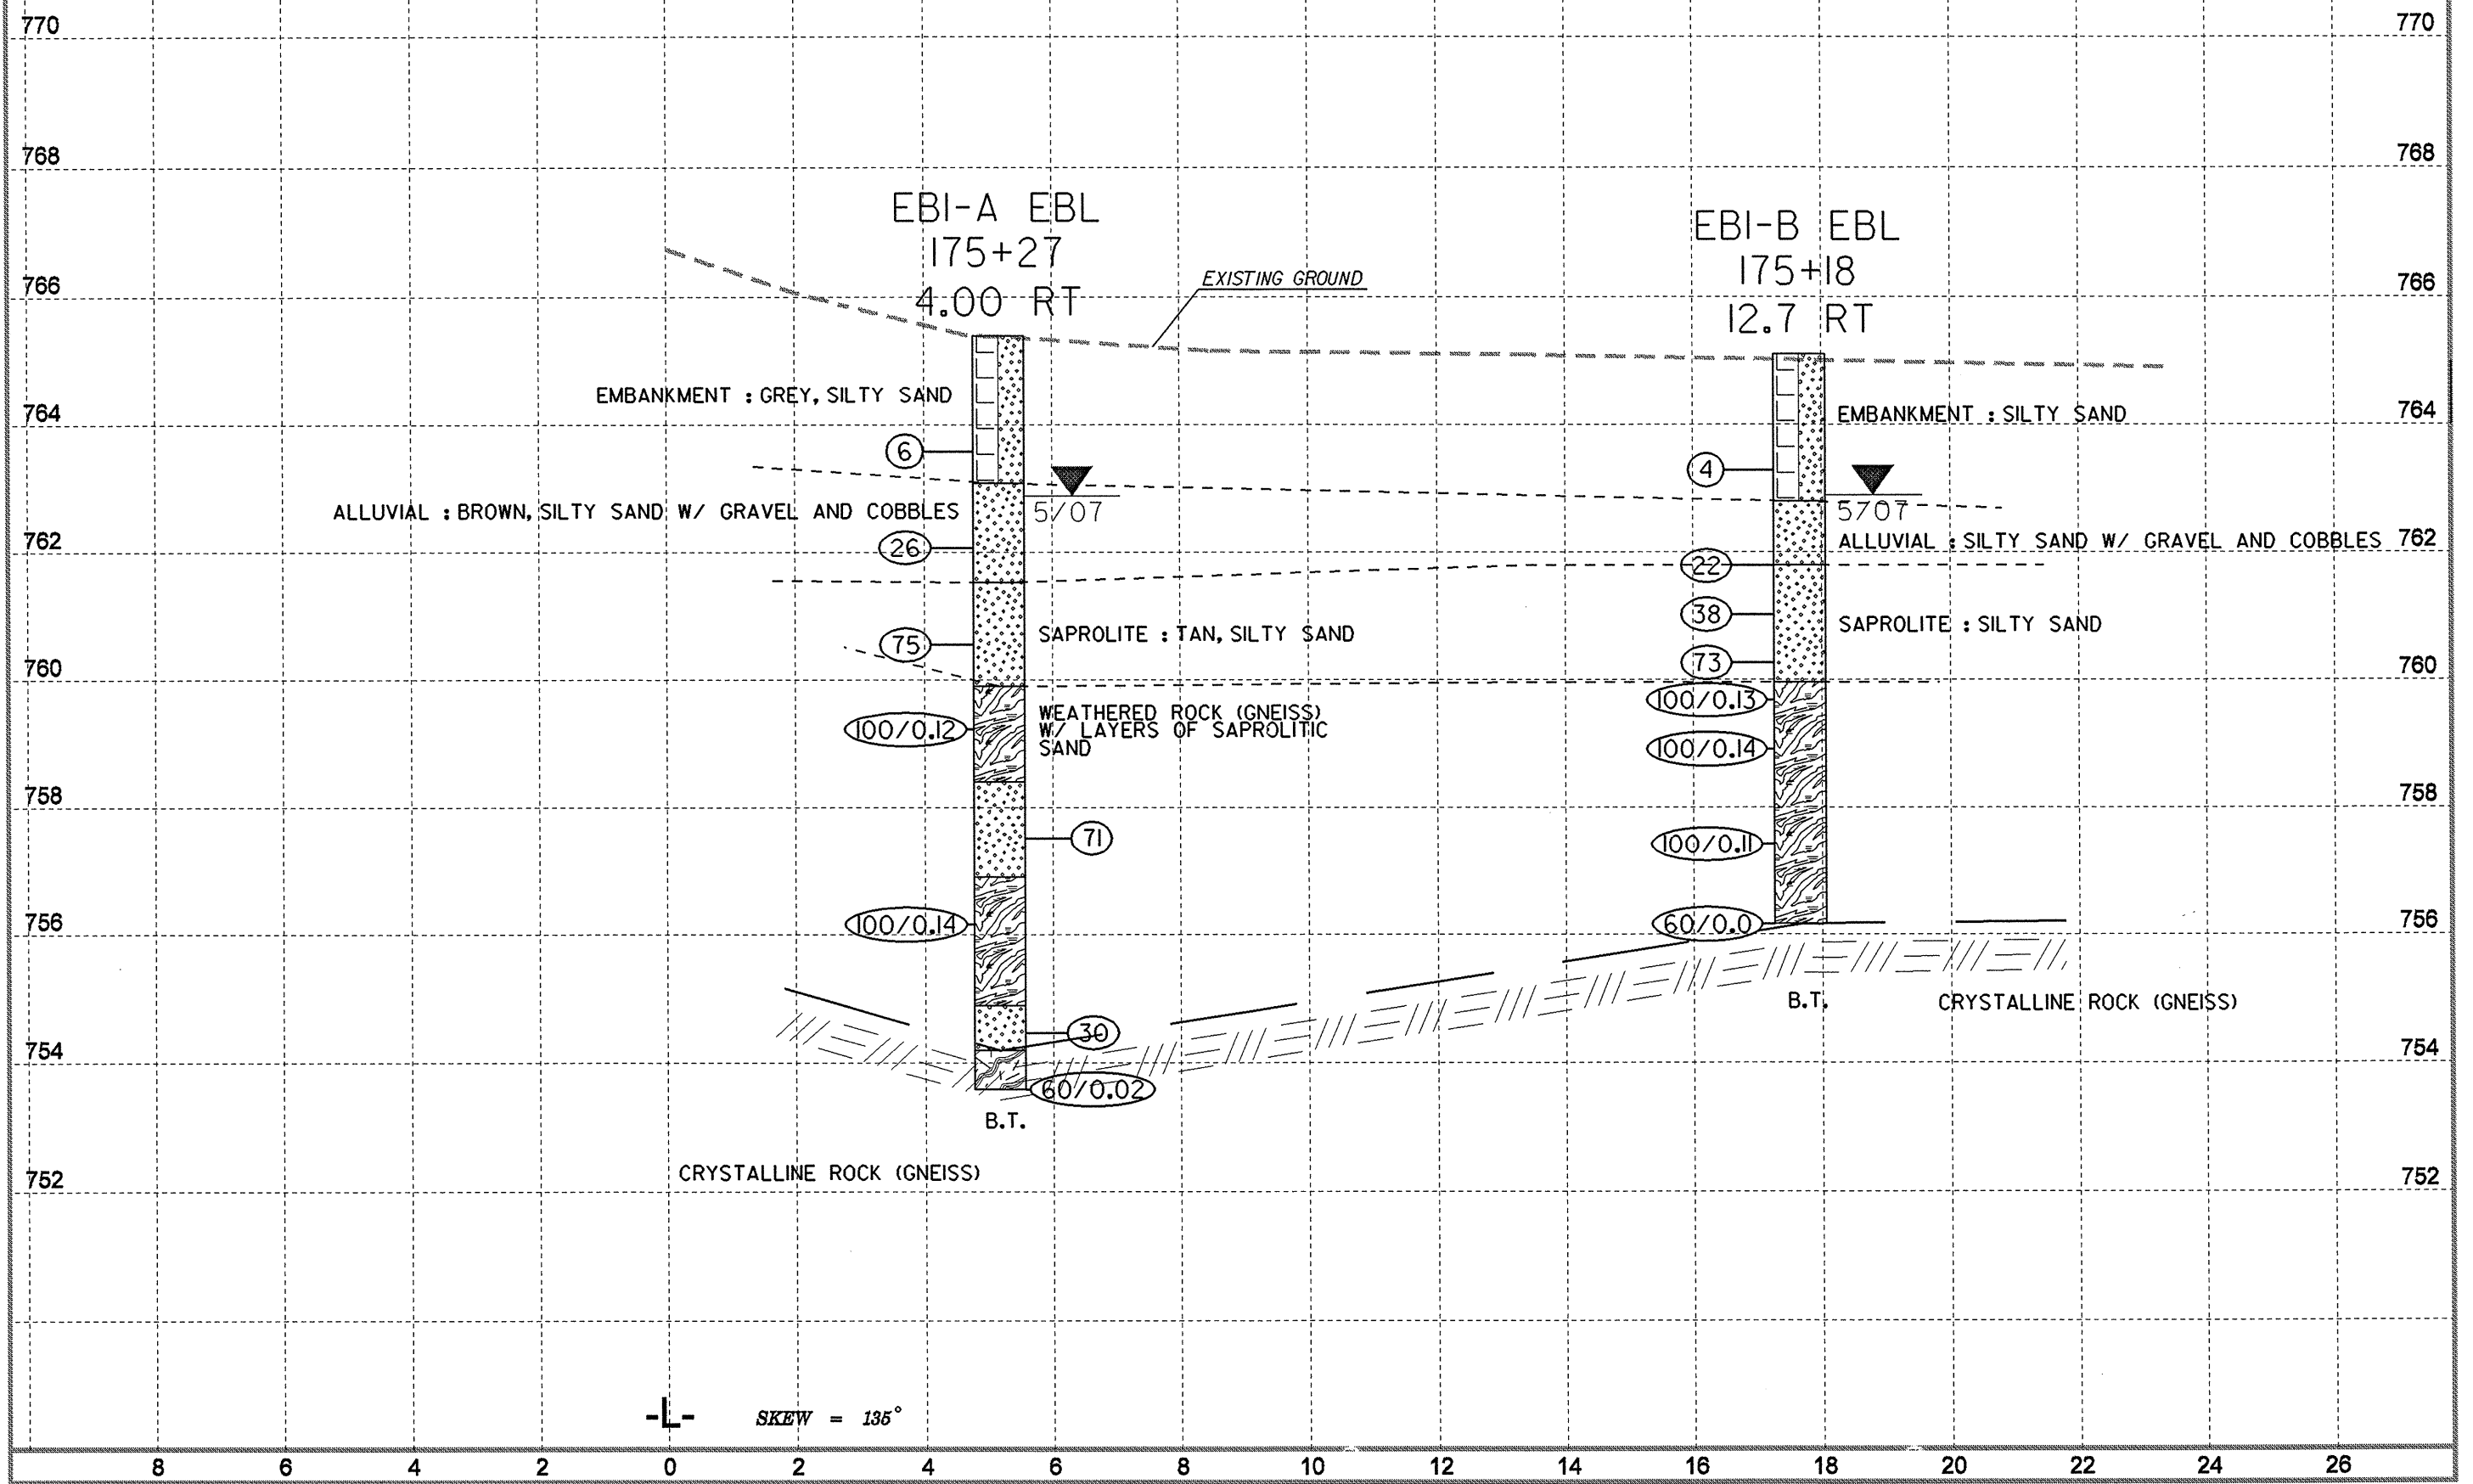 770 770
768 768
EBI-A EBL
175+27
4.00 RT
EBI-B EBL
175+18
12.7 RT
766 766
EXISTING GROUND
EMBANKMENT : GREY, SILTY SAND
EMBANKMENT : SILTY SAND
764 764
6
4
ALLUVIAL : BROWN, SILTY SAND W/ GRAVEL AND COBBLES
5/07
5/07
ALLUVIAL : SILTY SAND W/ GRAVEL AND COBBLES
762 762
26
22
38
SAPROLITE : TAN, SILTY SAND
SAPROLITE : SILTY SAND
75
73
760 760
100/0.13
WEATHERED ROCK (GNEISS)
W/ LAYERS OF SAPROLITIC
SAND
100/0.12
100/0.14
758 758
71
100/0.11
756 756
100/0.14
60/0.0
B.T.
CRYSTALLINE ROCK (GNEISS)
30
754 754
60/0.02
B.T.
CRYSTALLINE ROCK (GNEISS)
752 752
-L-
SKEW = 135°
8 6 4 2 0 2 4 6 8 10 12 14 16 18 20 22 24 26